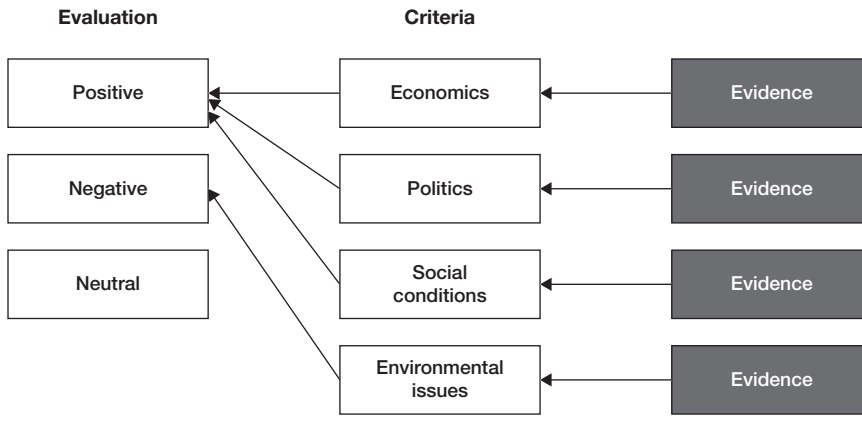 Evaluation
Criteria
Positive
Economics
Evidence
Negative
Politics
Evidence
Neutral
Social
conditions
Evidence
Environmental
issues
Evidence